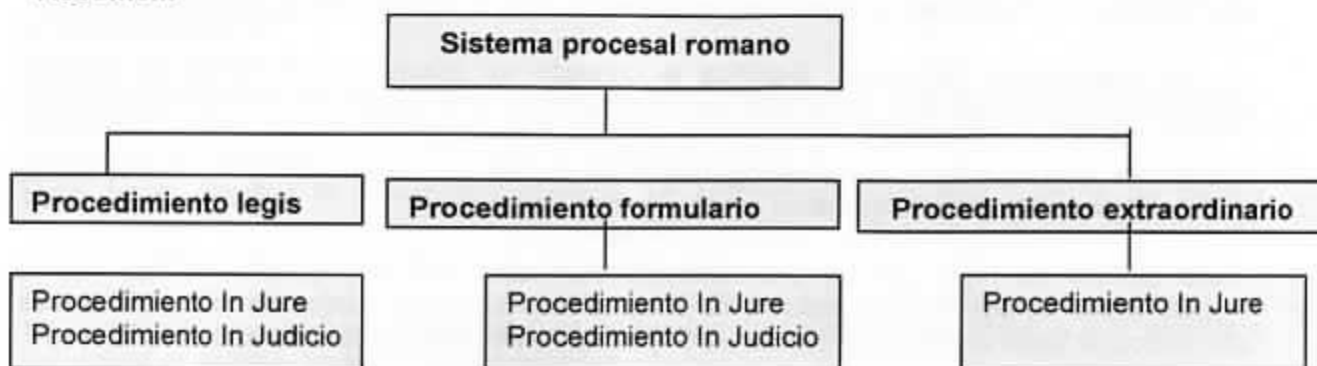 Sistema procesal romano
Procedimiento legis
Procedimiento formulario
Procedimiento extraordinario
Procedimiento In Jure
Procedimiento In Judicio
Procedimiento In Jure
Procedimiento In Judicio
Procedimiento In Jure